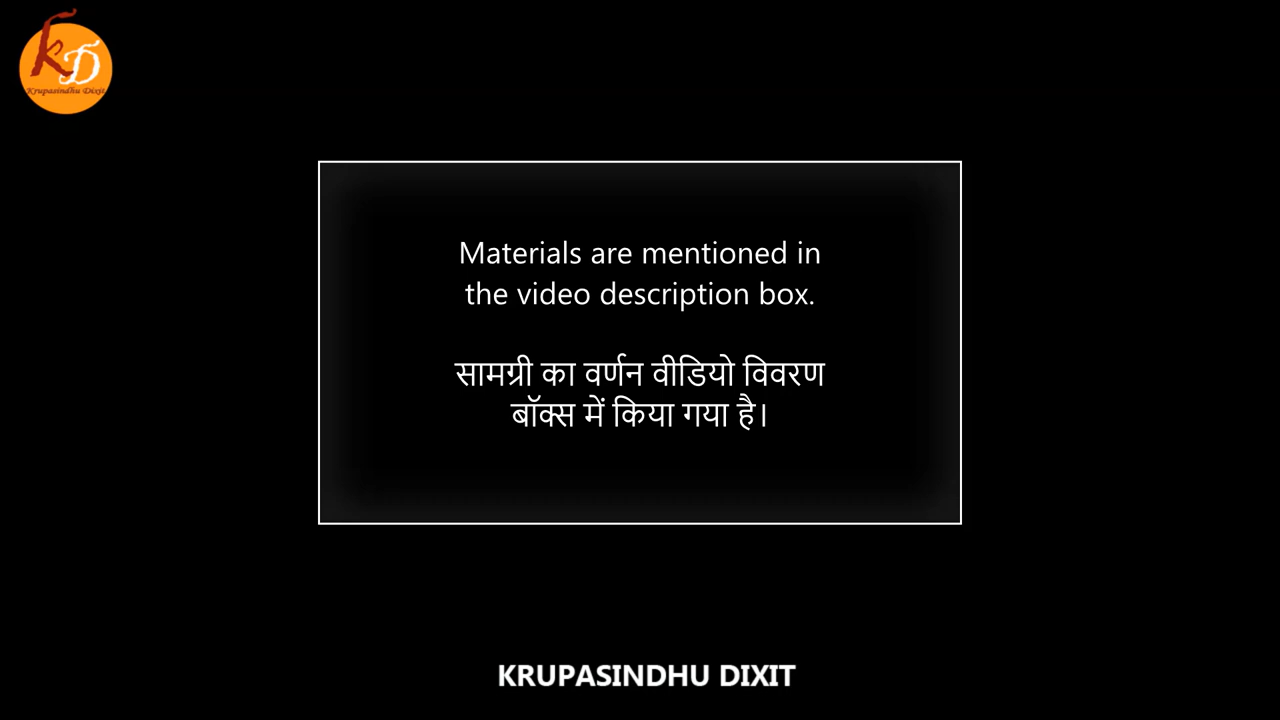 KD
Krupasindhu Dixit
Materials are mentioned in
the video description box.
सामग्री का वर्णन वीडियो विवरण
बॉक्स में किया गया है।
KRUPASINDHU DIXIT